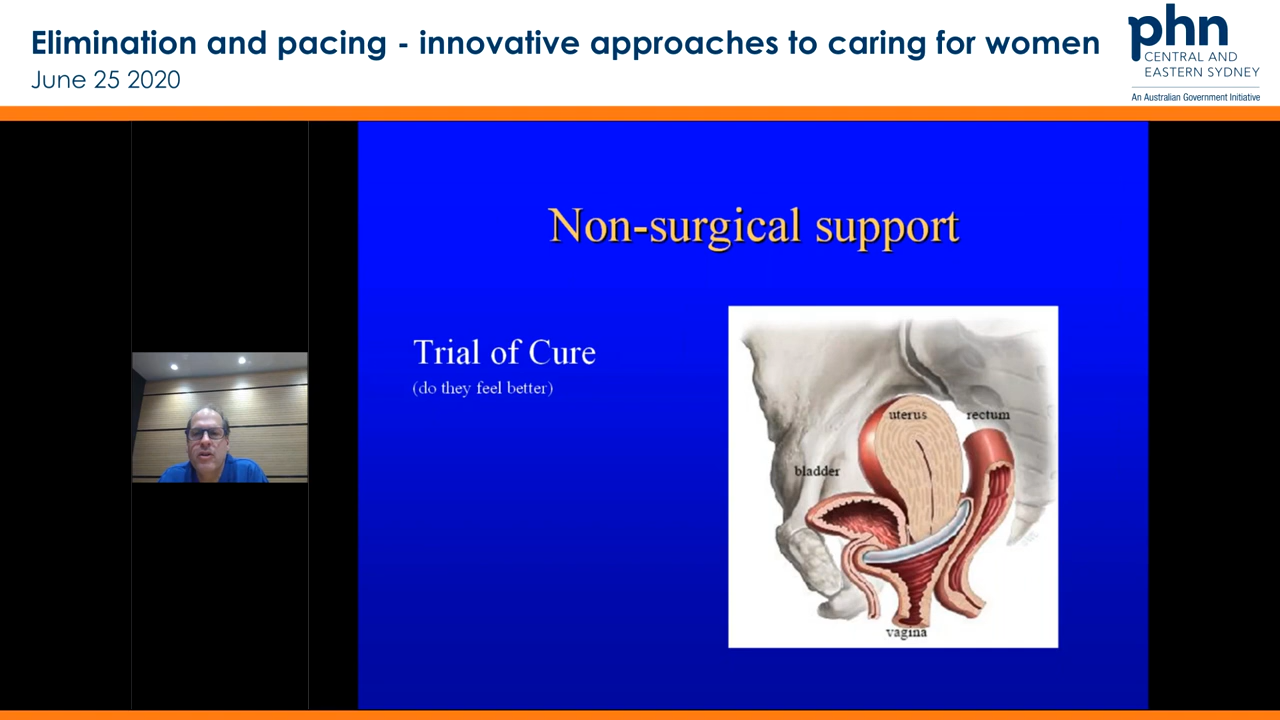 Elimination and pacing - innovative approaches to caring for women
June 25 2020
phn
CENTRAL AND
EASTERN SYDNEY
An Australian Government Initiative
Non-surgical support
Trial of Cure
(do they feel better)
uterus
rectum
bladder
vagina